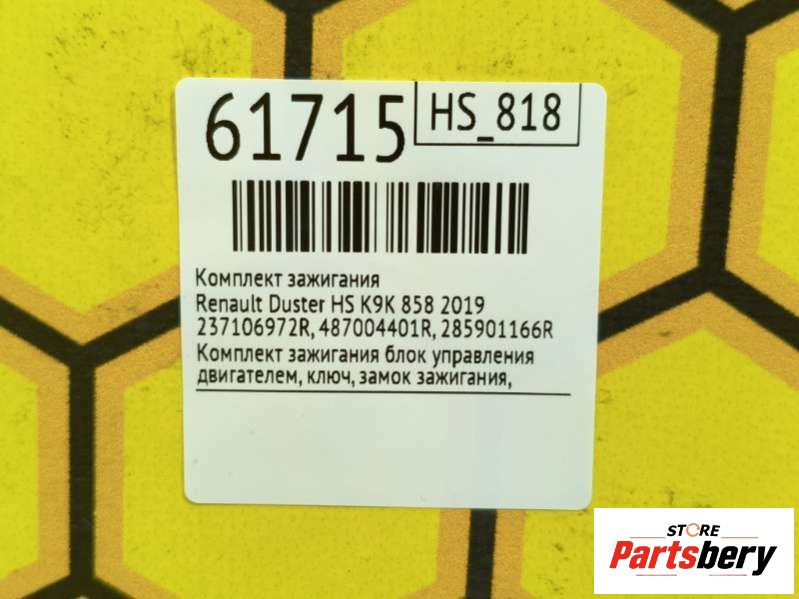 61715
HS_818
Комплект зажигания
Renault Duster HS K9K 858 2019
237106972R, 487004401R, 285901166R
Комплект зажигания блок управления
двигателем, ключ, замок зажигания,
STORE
Partsbery